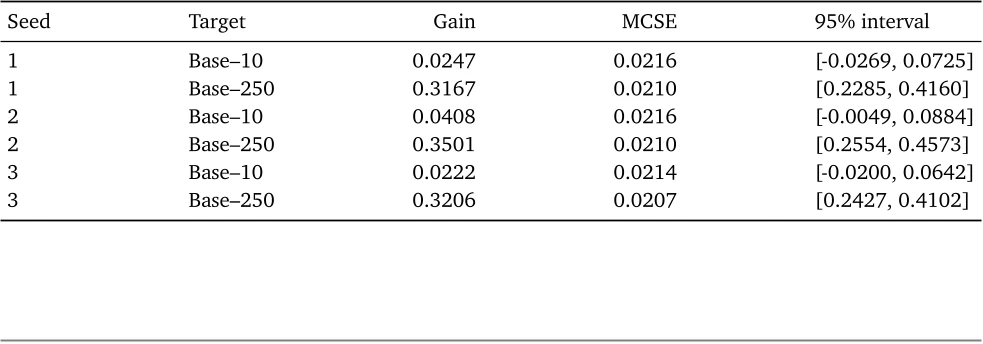 Seed Target Gain MCSE 95% interval
1 Base–10 0.0247 0.0216 [-0.0269, 0.0725]
1 Base–250 0.3167 0.0210 [0.2285, 0.4160]
2 Base–10 0.0408 0.0216 [-0.0049, 0.0884]
2 Base–250 0.3501 0.0210 [0.2554, 0.4573]
3 Base–10 0.0222 0.0214 [-0.0200, 0.0642]
3 Base–250 0.3206 0.0207 [0.2427, 0.4102]